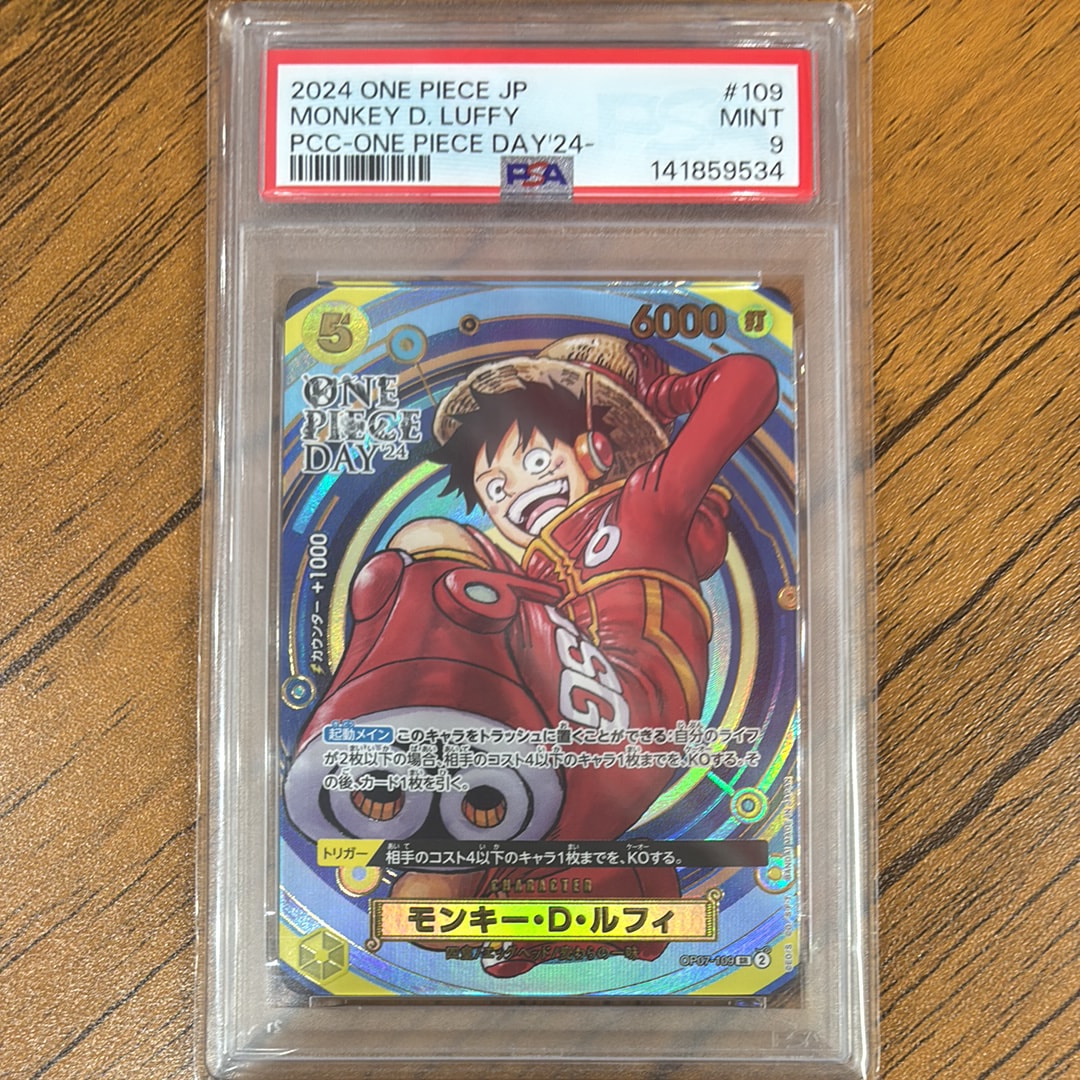 2024 ONE PIECE JP #109
MONKEY D. LUFFY MINT
PCC-ONE PIECE DAY'24- 9
PSA 141859534
5 6000 打
ONE
PIECE
DAY '24
カウンター +1000
起動メイン このキャラをトラッシュに置くことができる:自分のライフ
が2枚以下の場合、相手のコスト4以下のキャラ1枚までを、KOする。そ
の後、カード1枚を引く。
トリガー 相手のコスト4以下のキャラ1枚までを、KOする。
CHARACTER
モンキー・D・ルフィ
OP07-109 2